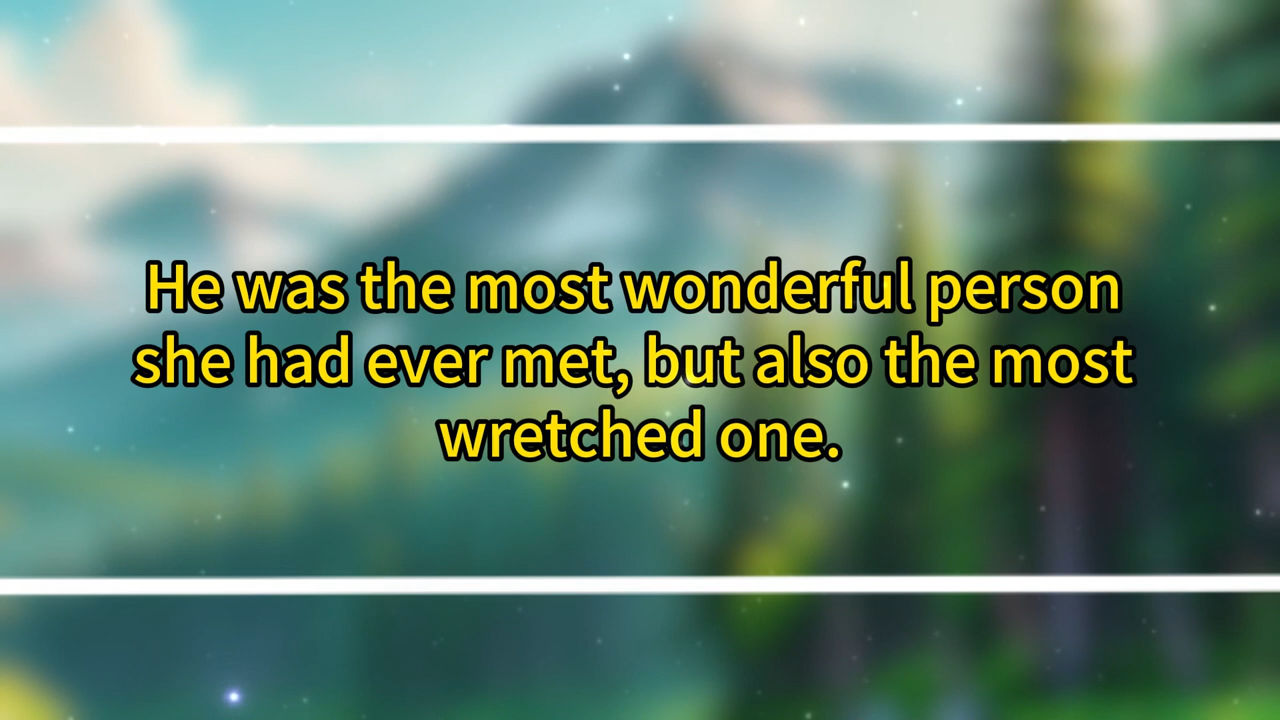 He was the most wonderful person
she had ever met, but also the most
wretched one.